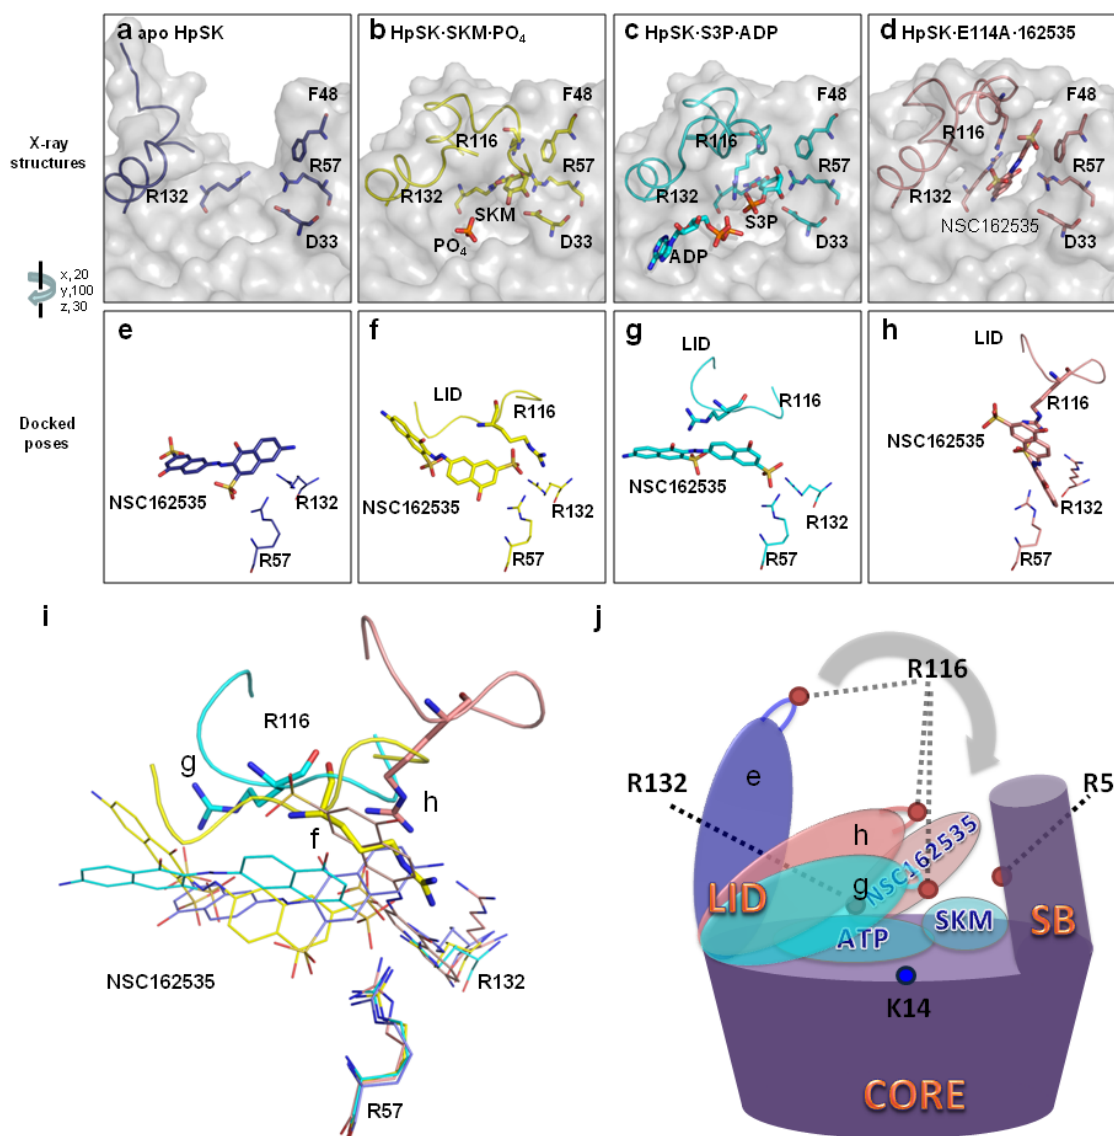 a apo HpSK
b HpSK·SKM·PO₄
c HpSK·S3P·ADP
d HpSK·E114A·162535
X-ray
structures
F48
R116
R57
R132
D33
F48
R116
R57
R132
SKM
PO₄
D33
F48
R116
R57
R132
S3P
ADP
D33
F48
R57
R132
NSC162535
D33
x, 20
y,100
z, 30
Docked
poses
e
NSC162535
R132
R57
f
LID
R116
NSC162535
R132
R57
g
LID
R116
NSC162535
R132
R57
h
LID
R116
NSC162535
R132
R57
i
R116
g
h
f
NSC162535
R132
R57
j
R116
R132
R5
e
h
g
NSC162535
LID
ATP
SKM
SB
K14
CORE